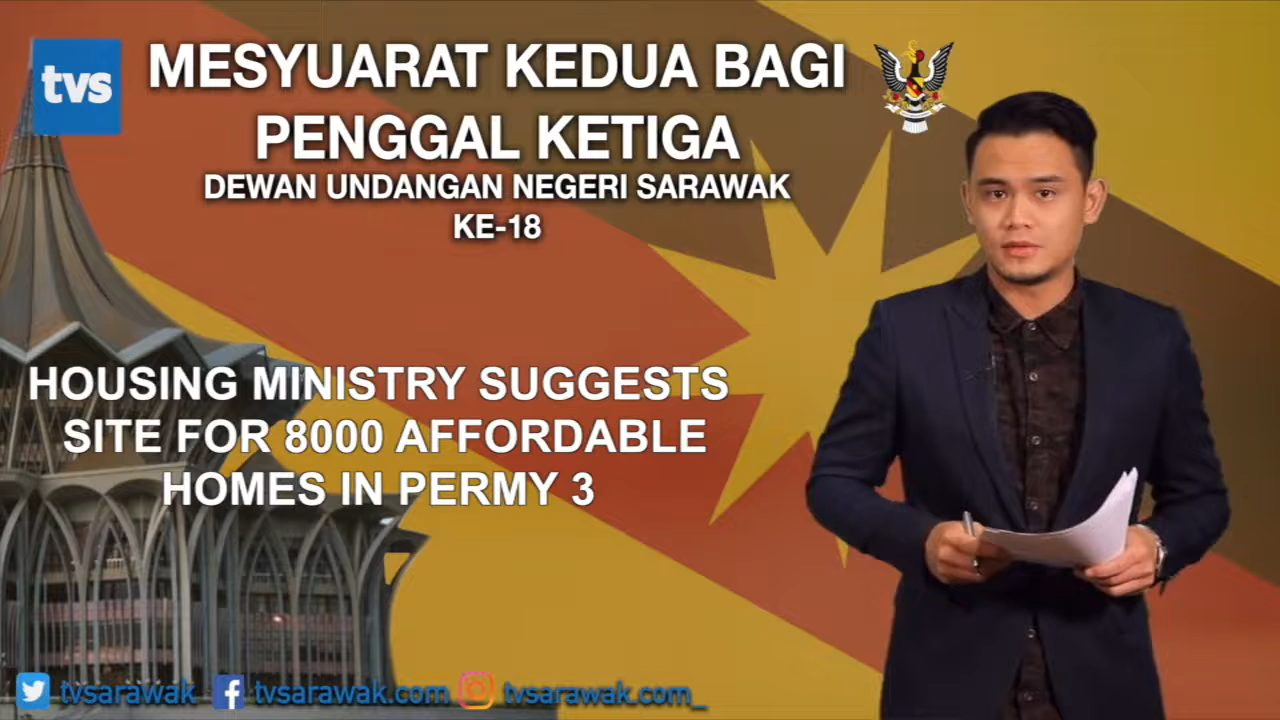 tvs
MESYUARAT KEDUA BAGI
PENGGAL KETIGA
DEWAN UNDANGAN NEGERI SARAWAK
KE-18
HOUSING MINISTRY SUGGESTS
SITE FOR 8000 AFFORDABLE
HOMES IN PERMY 3
tvsarawak tvsarawak.com tvsarawak.com_